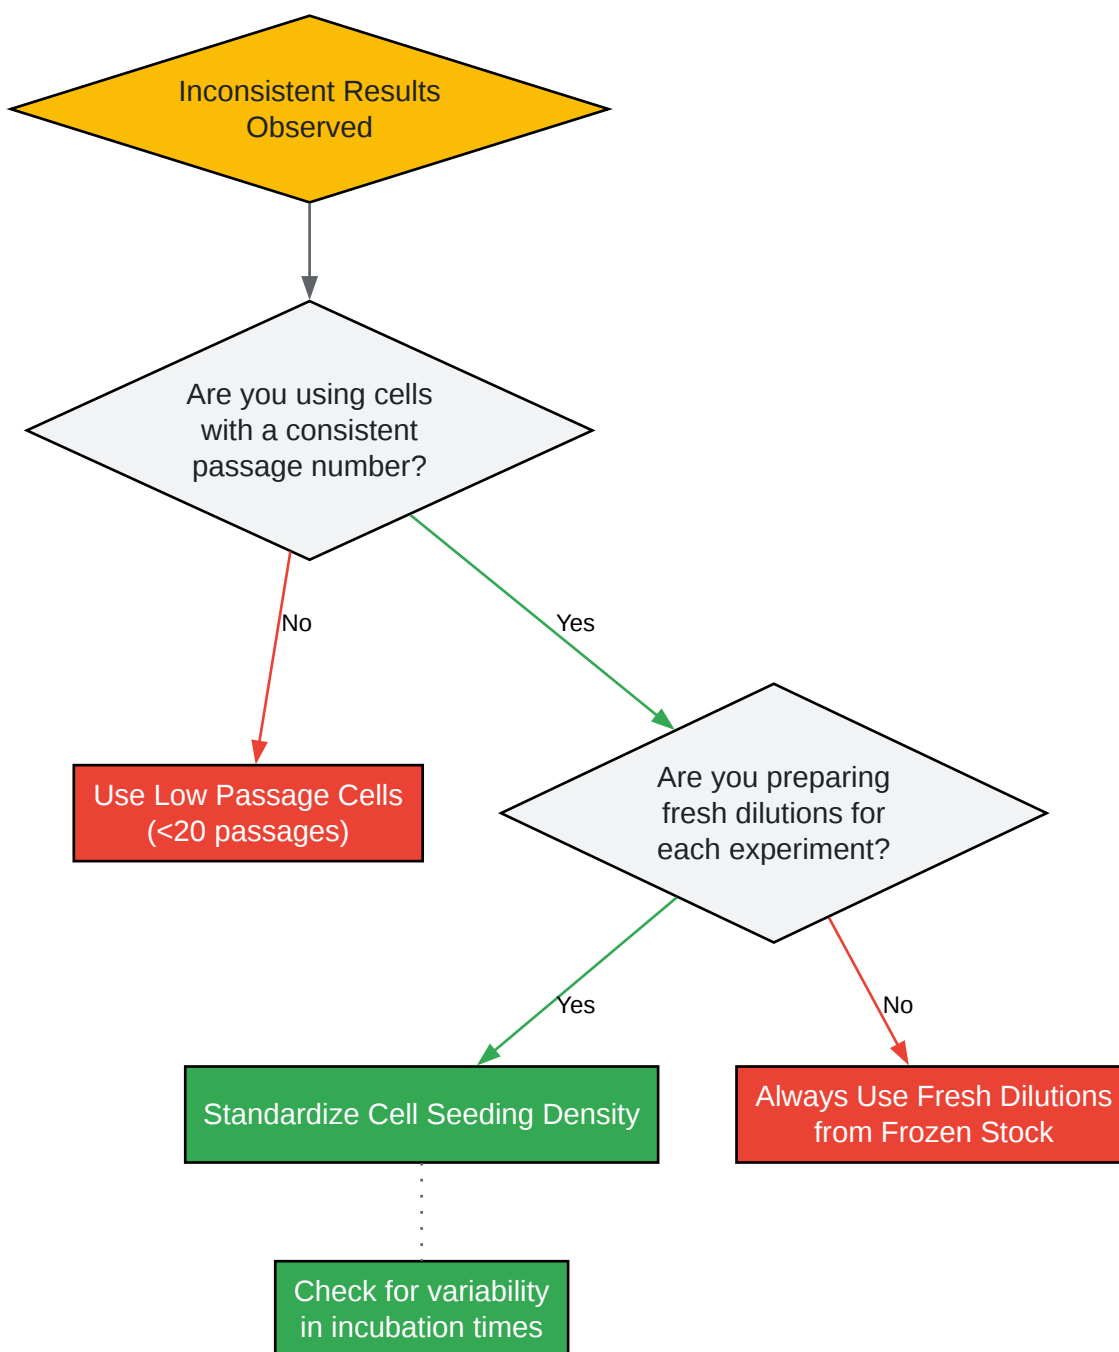 Inconsistent Results
Observed
Are you using cells
with a consistent
passage number?
No
Yes
Use Low Passage Cells
(<20 passages)
Are you preparing
fresh dilutions for
each experiment?
Yes
No
Standardize Cell Seeding Density
Always Use Fresh Dilutions
from Frozen Stock
Check for variability
in incubation times